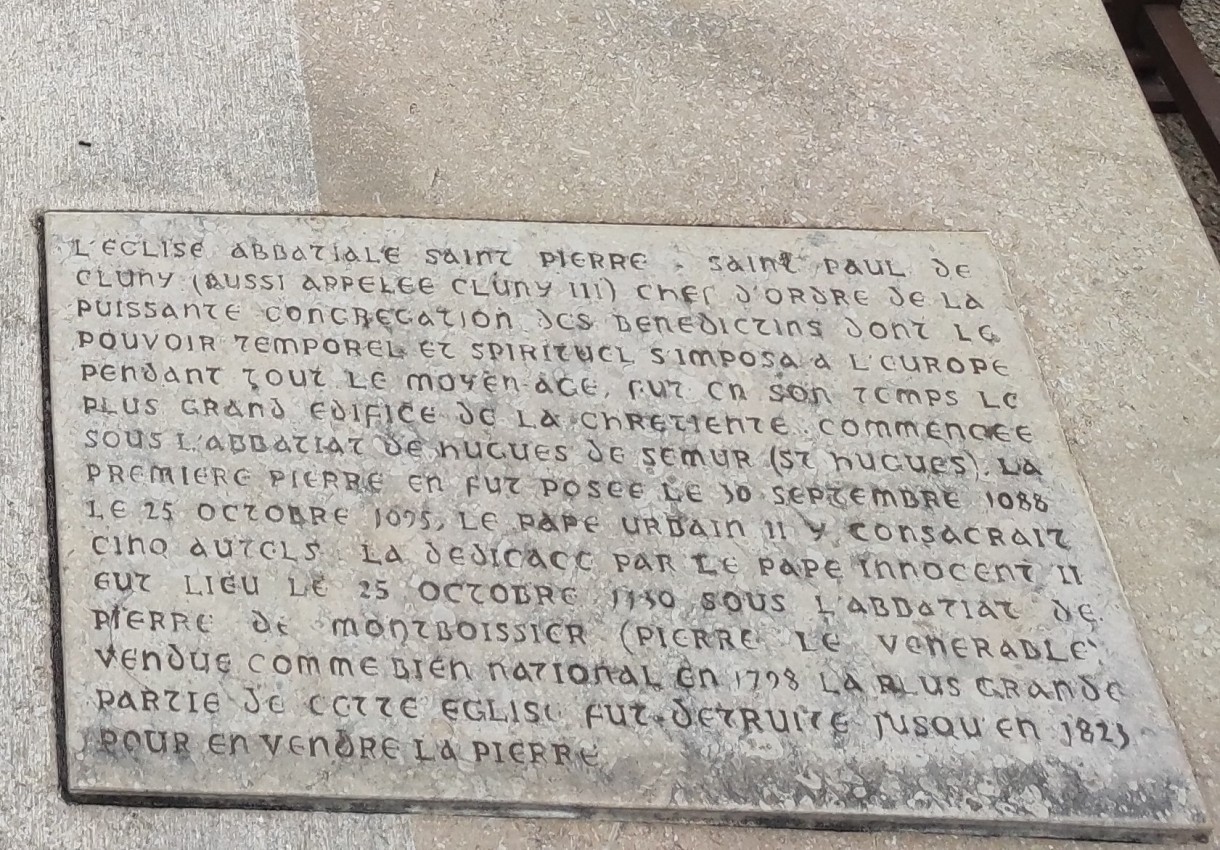 L'EGLISE ABBATIALE SAINT PIERRE - SAINT PAUL DE
CLUNY (AUSSI APPELEE CLUNY III) CHEF D'ORDRE DE LA
PUISSANTE CONGREGATION DES BENEDICTINS DONT LE
POUVOIR TEMPOREL ET SPIRITUEL S'IMPOSA A L'EUROPE
PENDANT TOUT LE MOYEN-AGE, FUT EN SON TEMPS LE
PLUS GRAND EDIFICE DE LA CHRETIENTE. COMMENCEE
SOUS L'ABBATIAT DE HUGUES DE SEMUR (ST HUGUES). LA
PREMIERE PIERRE EN FUT POSEE LE 30 SEPTEMBRE 1088
LE 25 OCTOBRE 1095, LE PAPE URBAIN II Y CONSACRAIT
CINQ AUTELS. LA DEDICACE PAR LE PAPE INNOCENT II
EUT LIEU LE 25 OCTOBRE 1130 SOUS L'ABBATIAT DE
PIERRE DE MONTBOISSIER (PIERRE LE VENERABLE)
VENDUE COMME BIEN NATIONAL EN 1798 LA PLUS GRANDE
PARTIE DE CETTE EGLISE FUT DETRUITE JUSQU'EN 1823
POUR EN VENDRE LA PIERRE